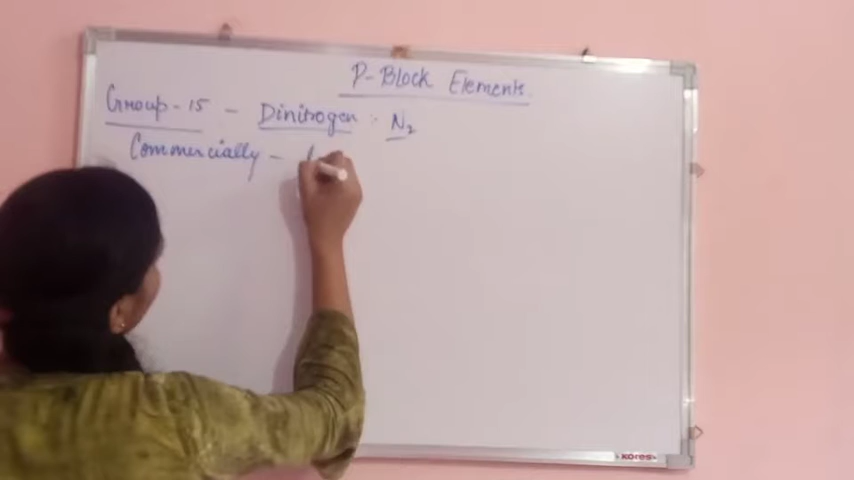 P-Block Elements.
Group-15 - Dinitrogen : N₂
Commercially -
KORES